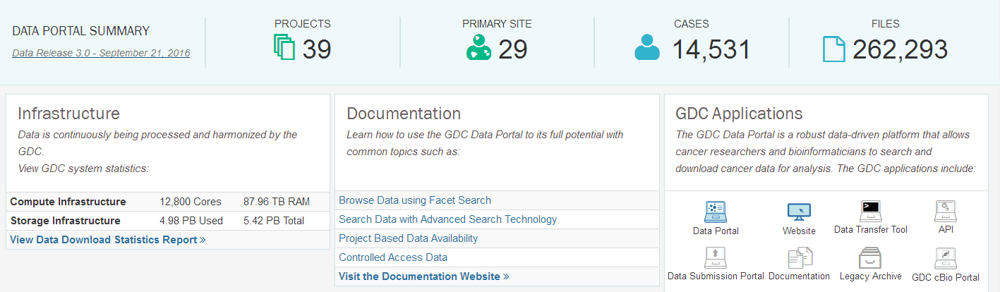 DATA PORTAL SUMMARY
Data Release 3.0 - September 21, 2016
PROJECTS
39
PRIMARY SITE
29
CASES
14,531
FILES
262,293
Infrastructure
Data is continuously being processed and harmonized by the
GDC.
View GDC system statistics:
Compute Infrastructure 12,800 Cores 87.96 TB RAM
Storage Infrastructure 4.98 PB Used 5.42 PB Total
View Data Download Statistics Report »
Documentation
Learn how to use the GDC Data Portal to its full potential with
common topics such as:
Browse Data using Facet Search
Search Data with Advanced Search Technology
Project Based Data Availability
Controlled Access Data
Visit the Documentation Website »
GDC Applications
The GDC Data Portal is a robust data-driven platform that allows
cancer researchers and bioinformaticians to search and
download cancer data for analysis. The GDC applications include:
Data Portal Website Data Transfer Tool API
Data Submission Portal Documentation Legacy Archive GDC cBio Portal